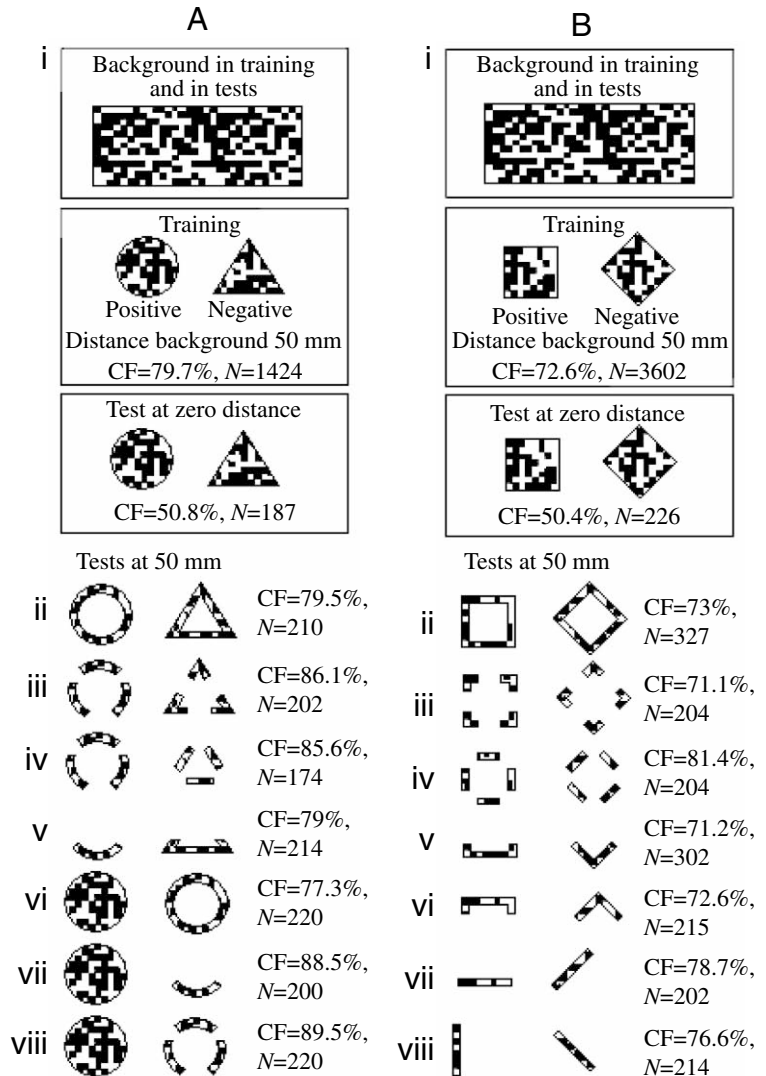 A
i
Background in training
and in tests
Training
Positive Negative
Distance background 50 mm
CF=79.7%, N=1424
Test at zero distance
CF=50.8%, N=187
Tests at 50 mm
ii CF=79.5%,
N=210
iii CF=86.1%,
N=202
iv CF=85.6%,
N=174
v CF=79%,
N=214
vi CF=77.3%,
N=220
vii CF=88.5%,
N=200
viii CF=89.5%,
N=220
B
i
Background in training
and in tests
Training
Positive Negative
Distance background 50 mm
CF=72.6%, N=3602
Test at zero distance
CF=50.4%, N=226
Tests at 50 mm
ii CF=73%,
N=327
iii CF=71.1%,
N=204
iv CF=81.4%,
N=204
v CF=71.2%,
N=302
vi CF=72.6%,
N=215
vii CF=78.7%,
N=202
viii CF=76.6%,
N=214